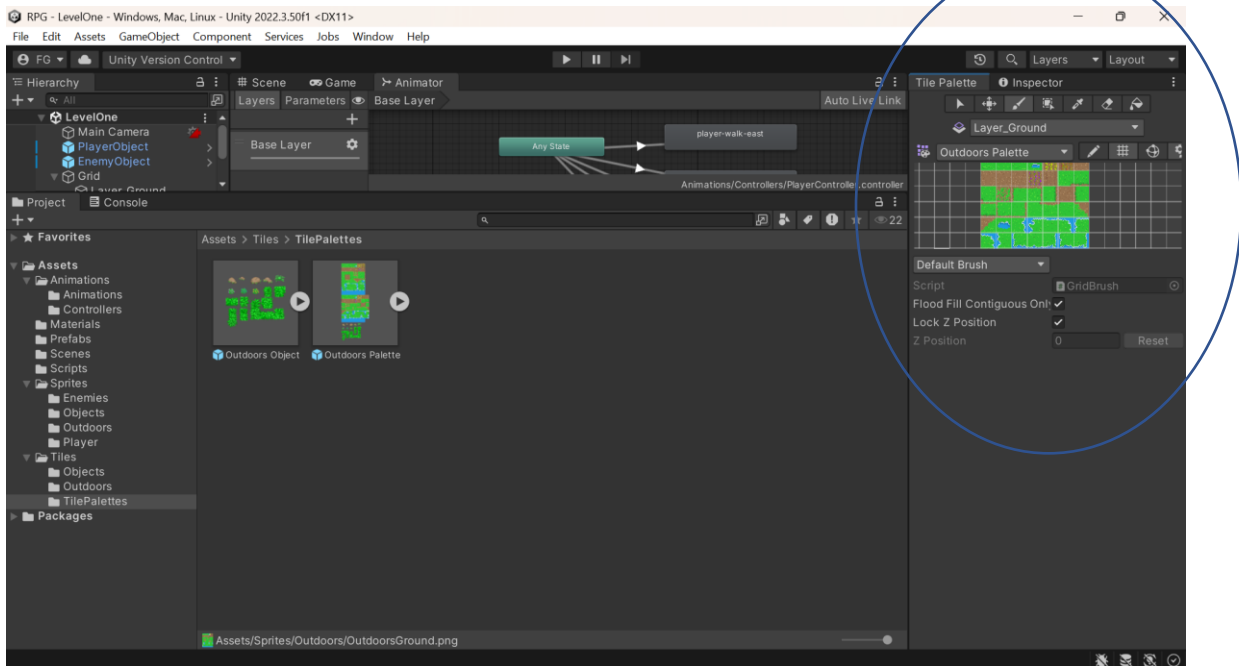 RPG - LevelOne - Windows, Mac, Linux - Unity 2022.3.50f1 <DX11>
File Edit Assets GameObject Component Services Jobs Window Help
FG Unity Version Control Layers Layout
Hierarchy Scene Game Animator Tile Palette Inspector
All Layers Parameters Base Layer Auto Live Link
LevelOne
Main Camera
PlayerObject
EnemyObject
Grid
Layer_Ground
Base Layer
Any State
player-walk-east
Animations/Controllers/PlayerController.controller
Layer_Ground
Outdoors Palette
Default Brush
Script GridBrush
Flood Fill Contiguous Onl
Lock Z Position
Z Position 0 Reset
Project Console
22
Favorites
Assets
Animations
Animations
Controllers
Materials
Prefabs
Scenes
Scripts
Sprites
Enemies
Objects
Outdoors
Player
Tiles
Objects
Outdoors
TilePalettes
Packages
Assets > Tiles > TilePalettes
Outdoors Object Outdoors Palette
Assets/Sprites/Outdoors/OutdoorsGround.png